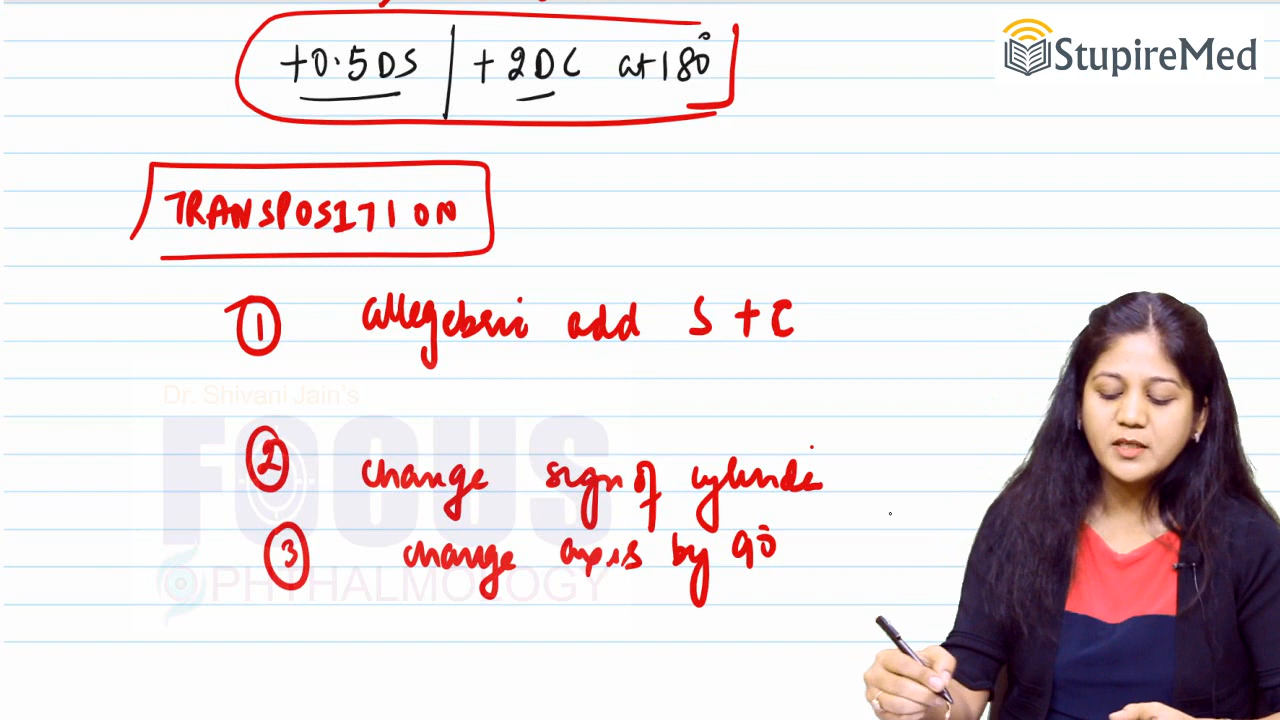 +0.5DS | +2DC at 180°
StupireMed
TRANSPOSITION
① allegebric add S + C
Dr. Shivani Jain's
FOCUS
② change sign of cylinder
③ change axis by 90°
OPHTHALMOLOGY